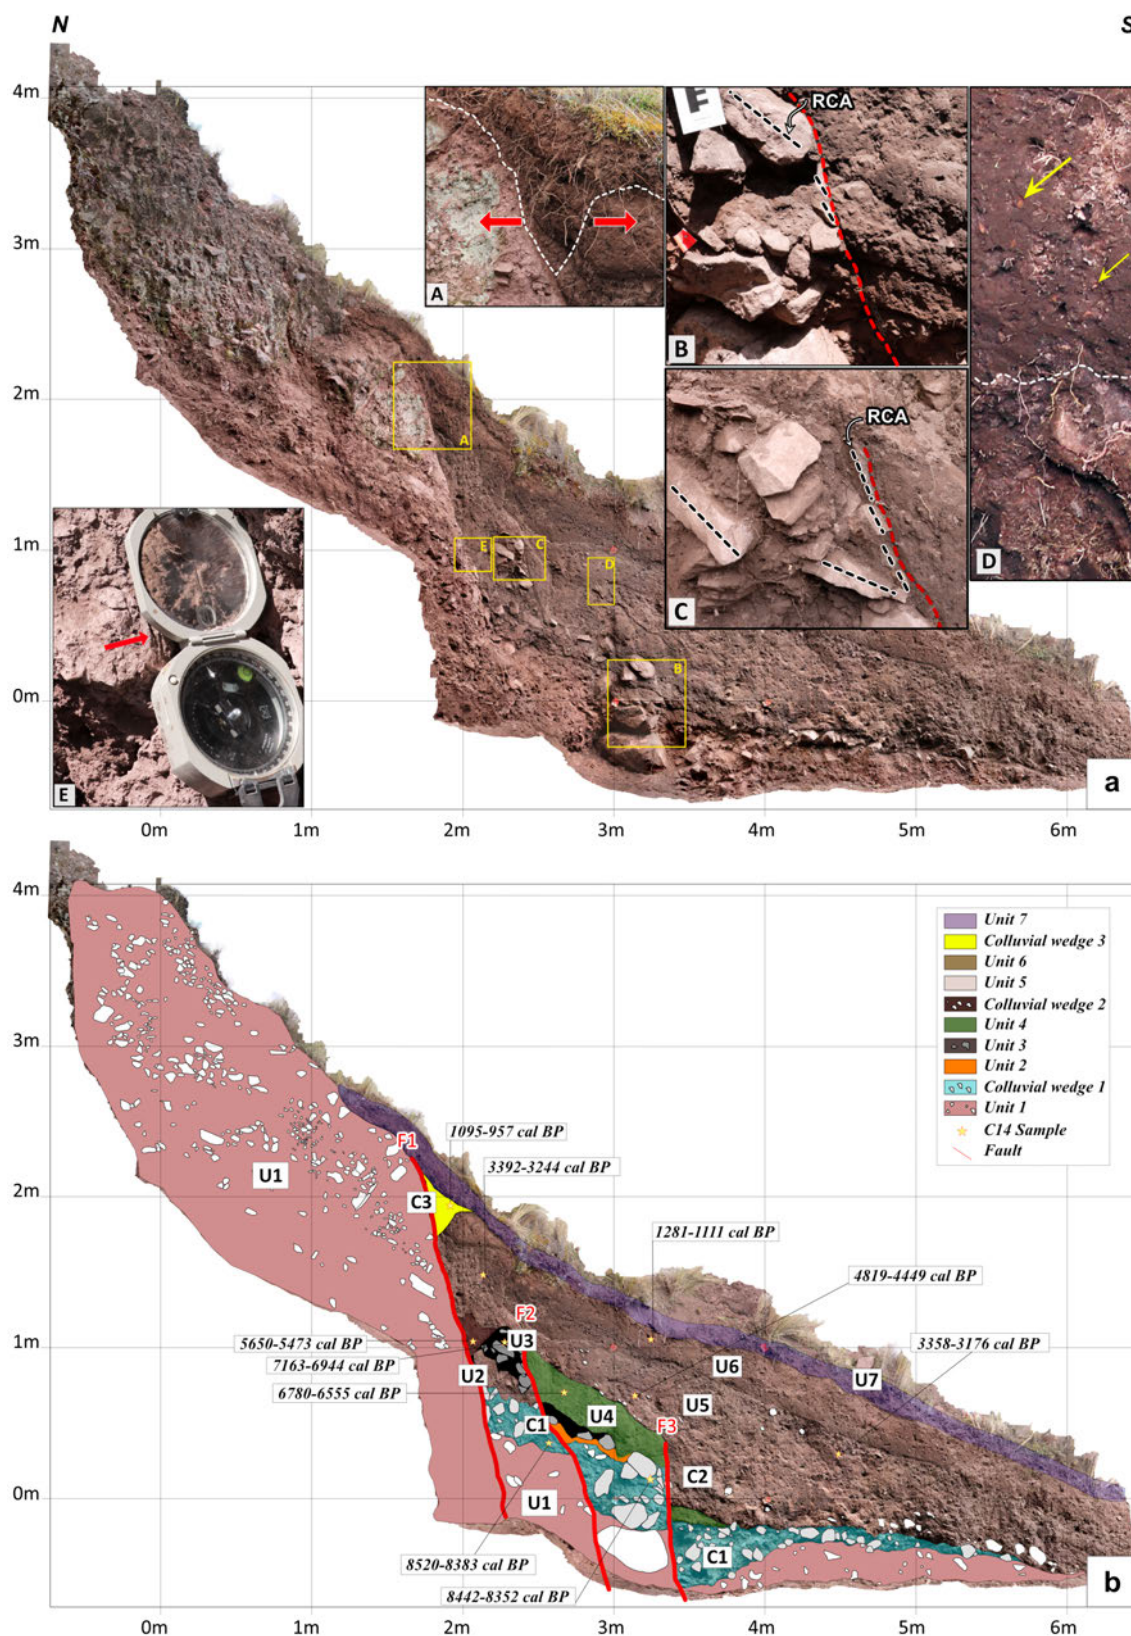 N
S
4m
3m
2m
1m
0m
A
F
RCA
B
RCA
C
D
E
A
E
C
D
B
a
0m
1m
2m
3m
4m
5m
6m
4m
3m
2m
1m
0m
Unit 7
Colluvial wedge 3
Unit 6
Unit 5
Colluvial wedge 2
Unit 4
Unit 3
Unit 2
Colluvial wedge 1
Unit 1
C14 Sample
Fault
1095-957 cal BP
F1
3392-3244 cal BP
U1
C3
1281-1111 cal BP
4819-4449 cal BP
F2
5650-5473 cal BP
U3
3358-3176 cal BP
7163-6944 cal BP
U2
U6
U7
6780-6555 cal BP
U4
U5
C1
F3
C2
U1
C1
8520-8383 cal BP
8442-8352 cal BP
b
0m
1m
2m
3m
4m
5m
6m